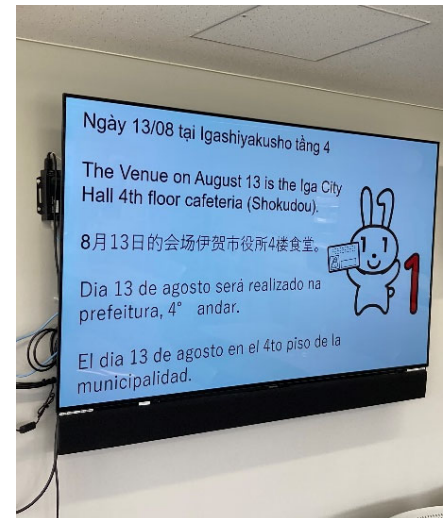 Ngày 13/08 tại Igashiyakusho tầng 4
The Venue on August 13 is the Iga City
Hall 4th floor cafeteria (Shokudou).
8月13日的会场伊贺市役所4楼食堂。
Dia 13 de agosto será realizado na
prefeitura, 4° andar.
El día 13 de agosto en el 4to piso de la
municipalidad.
1